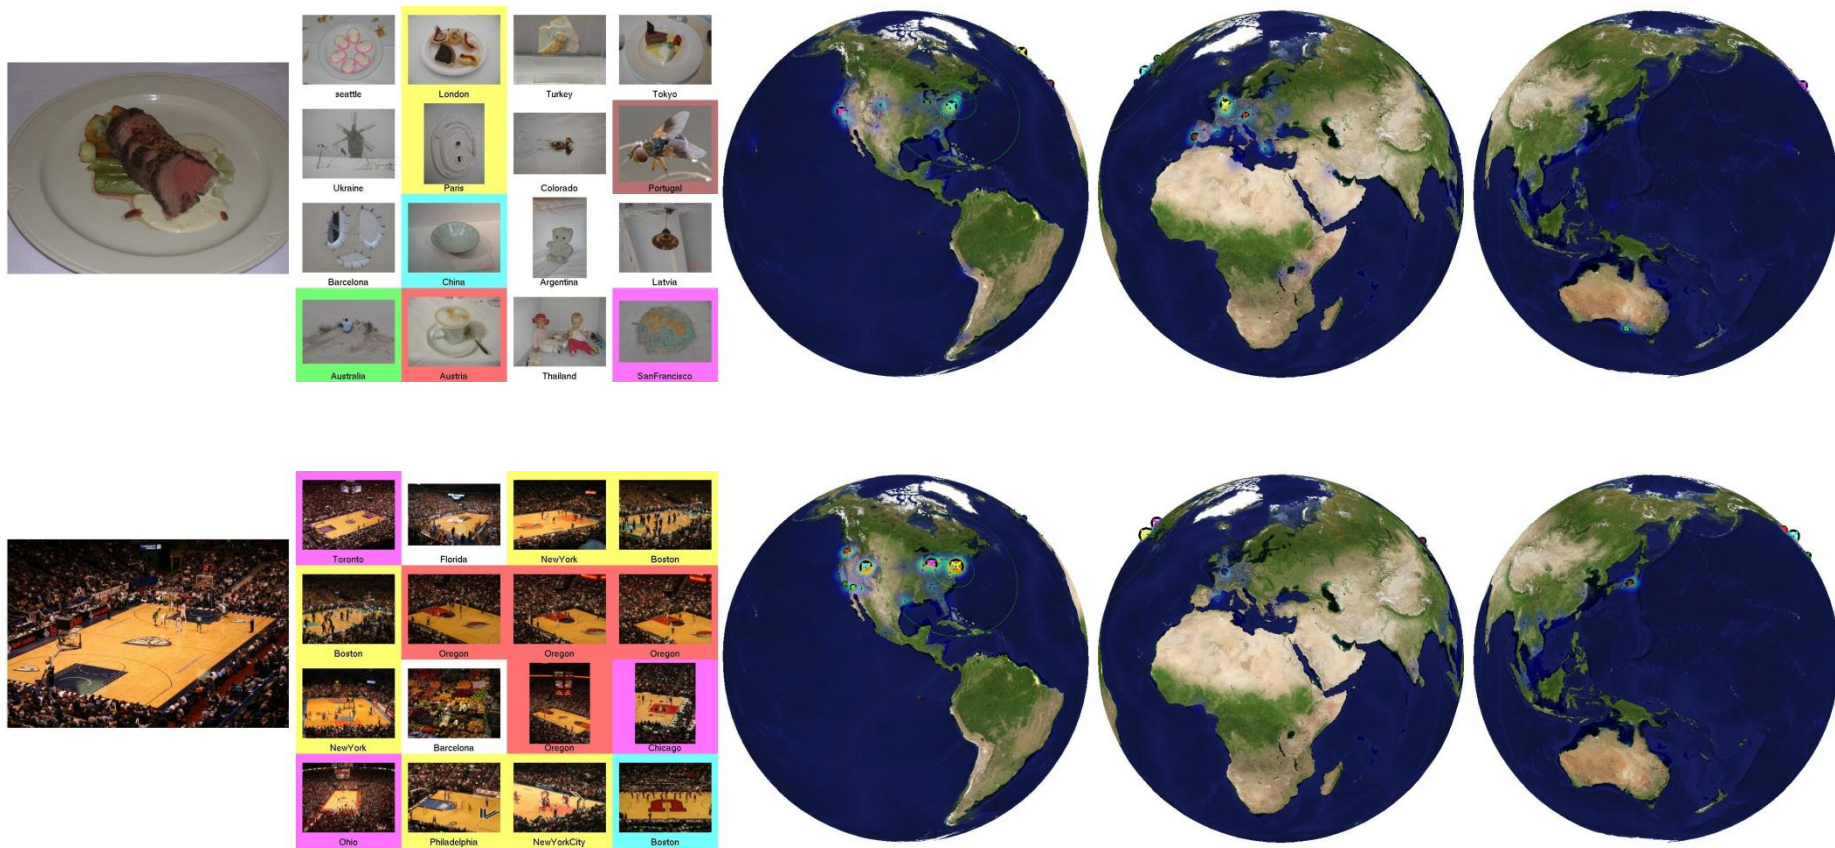 seattle London Turkey Tokyo
Ukraine Paris Colorado Portugal
Barcelona China Argentina Latvia
Australia Austria Thailand SanFrancisco
Toronto Florida NewYork Boston
Boston Oregon Oregon Oregon
NewYork Barcelona Oregon Chicago
Ohio Philadelphia NewYorkCity Boston